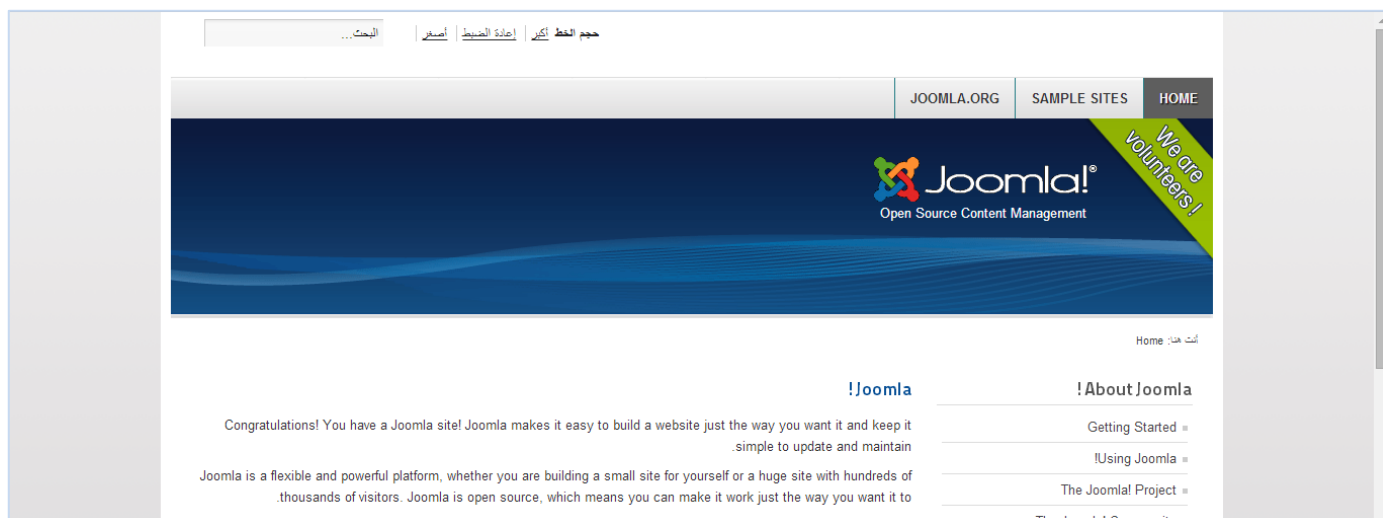 حجم الخط أكبر | إعادة الضبط | أصغر |
البحث...
HOME
SAMPLE SITES
JOOMLA.ORG
We are
volunteers!
Joomla!®
Open Source Content Management
أنت هنا: Home
About Joomla!
Getting Started
Using Joomla!
The Joomla! Project
Joomla!
Congratulations! You have a Joomla site! Joomla makes it easy to build a website just the way you want it and keep it
simple to update and maintain.
Joomla is a flexible and powerful platform, whether you are building a small site for yourself or a huge site with hundreds of
thousands of visitors. Joomla is open source, which means you can make it work just the way you want it to.